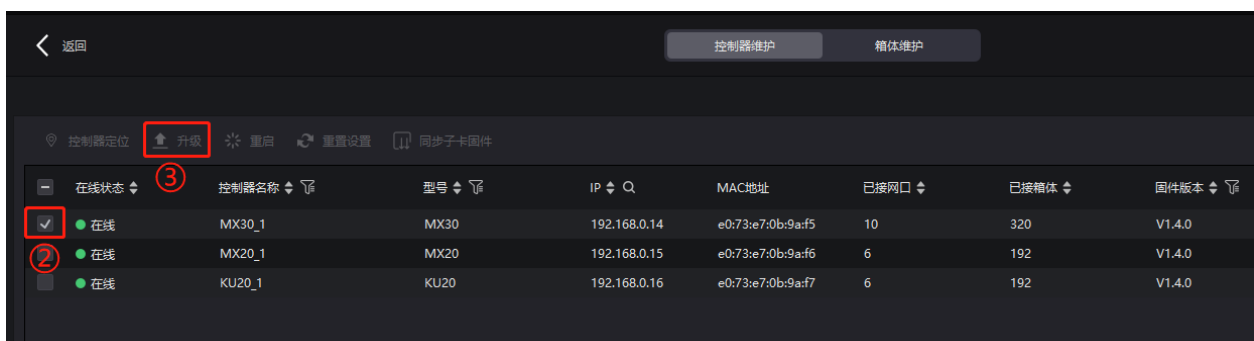 返回 控制器维护 箱体维护
控制器定位 升级 重启 重置设置 同步子卡固件
③
在线状态 控制器名称 型号 IP MAC地址 已接网口 已接箱体 固件版本
在线 MX30_1 MX30 192.168.0.14 e0:73:e7:0b:9a:f5 10 320 V1.4.0
②
在线 MX20_1 MX20 192.168.0.15 e0:73:e7:0b:9a:f6 6 192 V1.4.0
在线 KU20_1 KU20 192.168.0.16 e0:73:e7:0b:9a:f7 6 192 V1.4.0